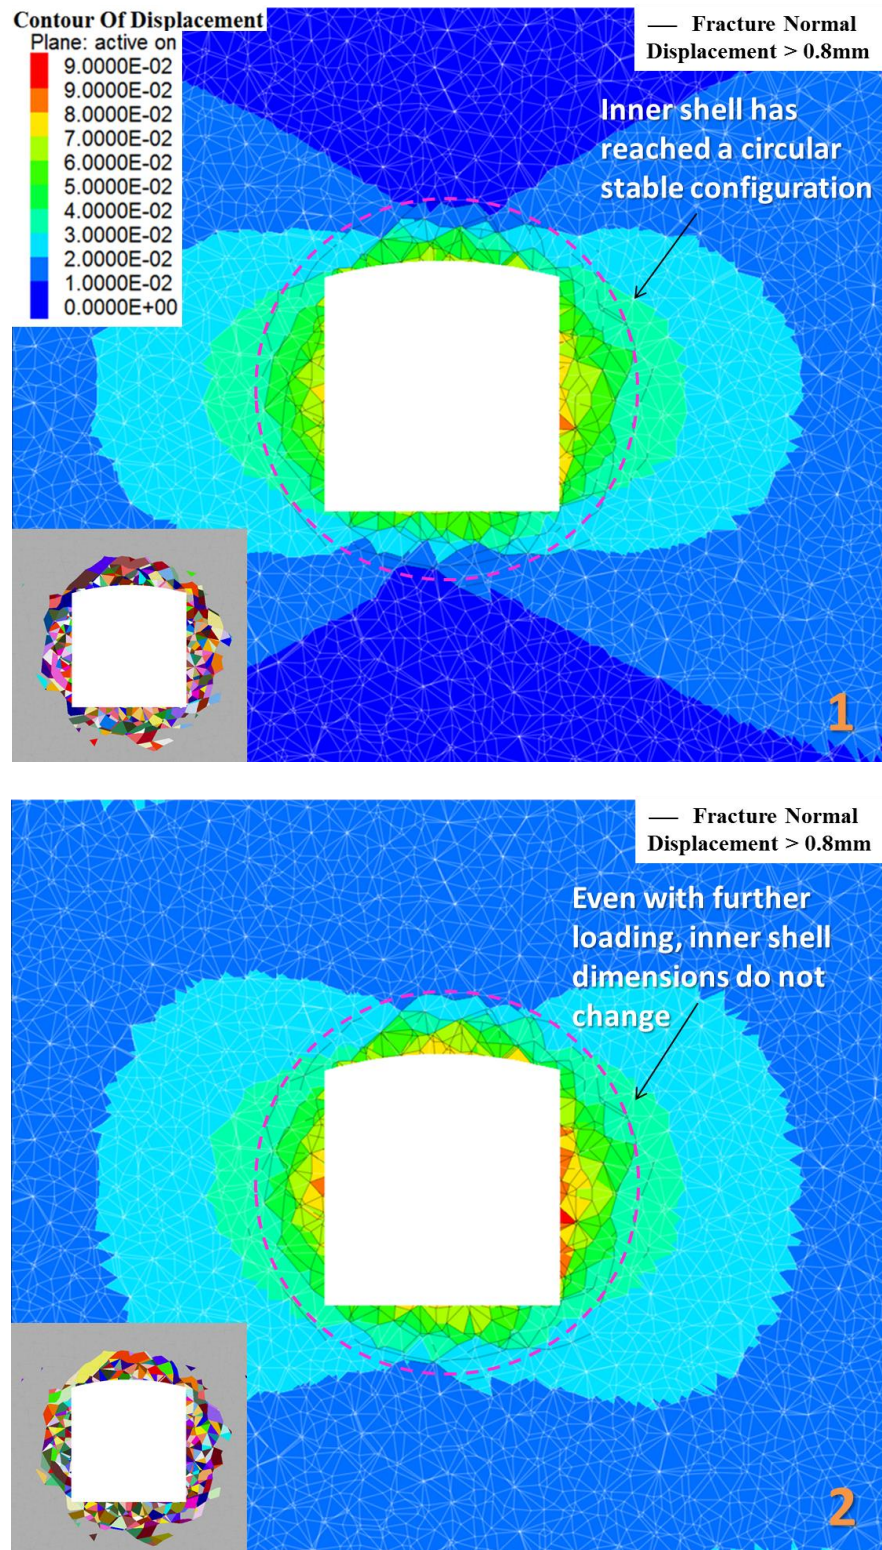 Contour Of Displacement
Plane: active on
9.0000E-02
9.0000E-02
8.0000E-02
7.0000E-02
6.0000E-02
5.0000E-02
4.0000E-02
3.0000E-02
2.0000E-02
1.0000E-02
0.0000E+00
— Fracture Normal
Displacement > 0.8mm
Inner shell has
reached a circular
stable configuration
1
— Fracture Normal
Displacement > 0.8mm
Even with further
loading, inner shell
dimensions do not
change
2